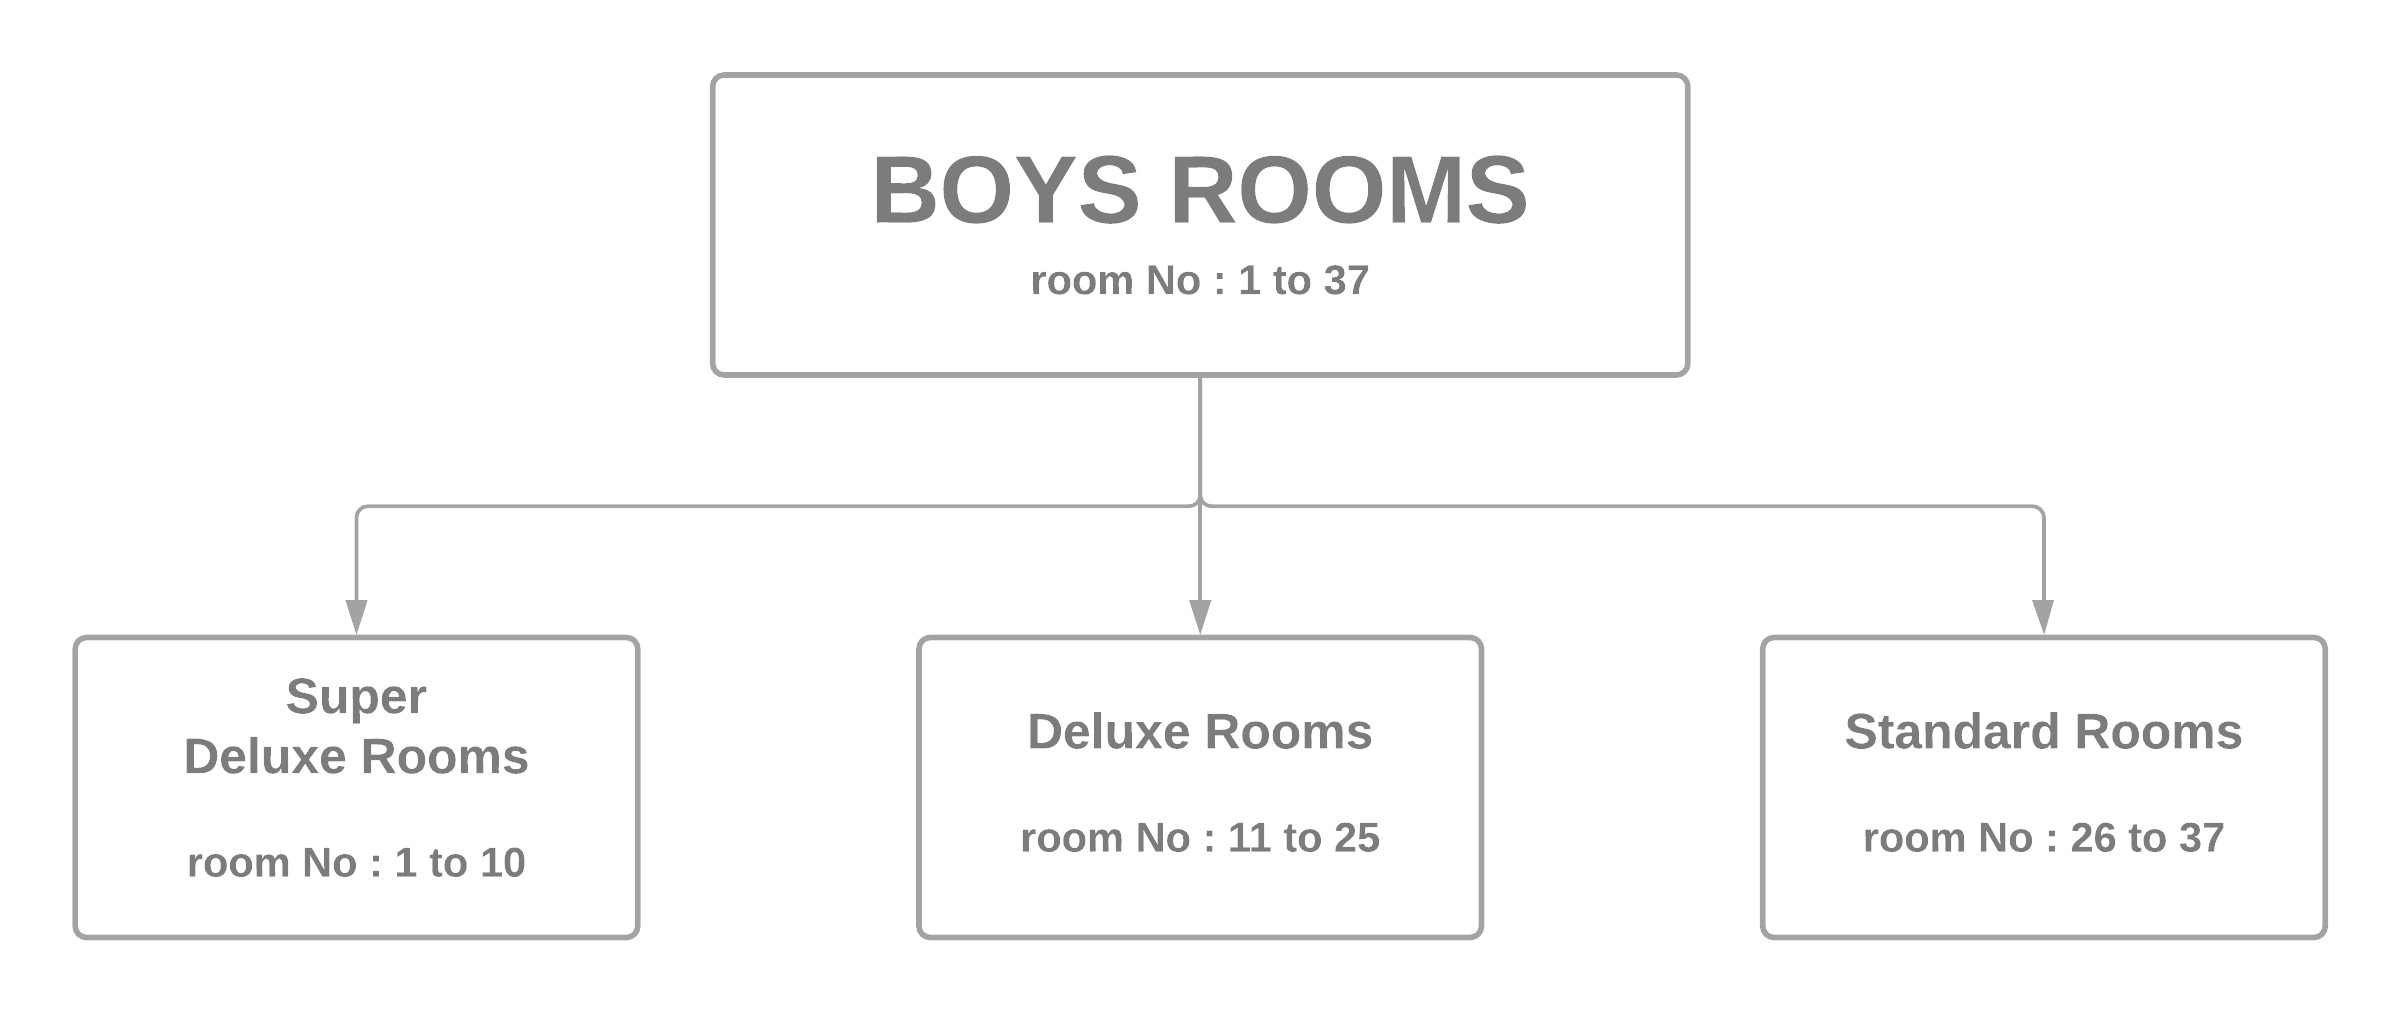 BOYS ROOMS
room No : 1 to 37
Super
Deluxe Rooms
room No : 1 to 10
Deluxe Rooms
room No : 11 to 25
Standard Rooms
room No : 26 to 37